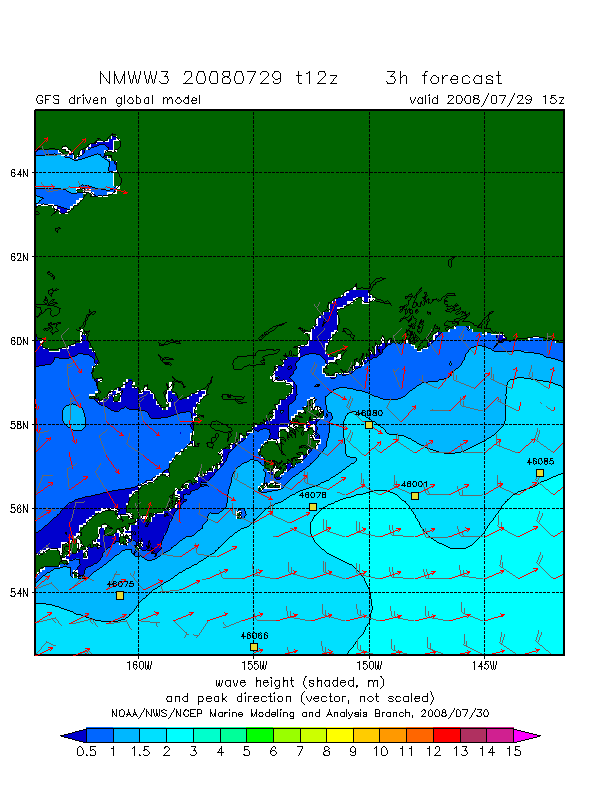 NMWW3 20080729 t12z 3h forecast
GFS driven global model valid 2008/07/29 15z
64N
62N
60N
46080
58N
46085
46001
46078
56N
46075
54N
46066
160W 155W 150W 145W
wave height (shaded, m)
and peak direction (vector, not scaled)
NOAA/NWS/NCEP Marine Modeling and Analysis Branch, 2008/07/30
0.5 1 1.5 2 3 4 5 6 7 8 9 10 11 12 13 14 15